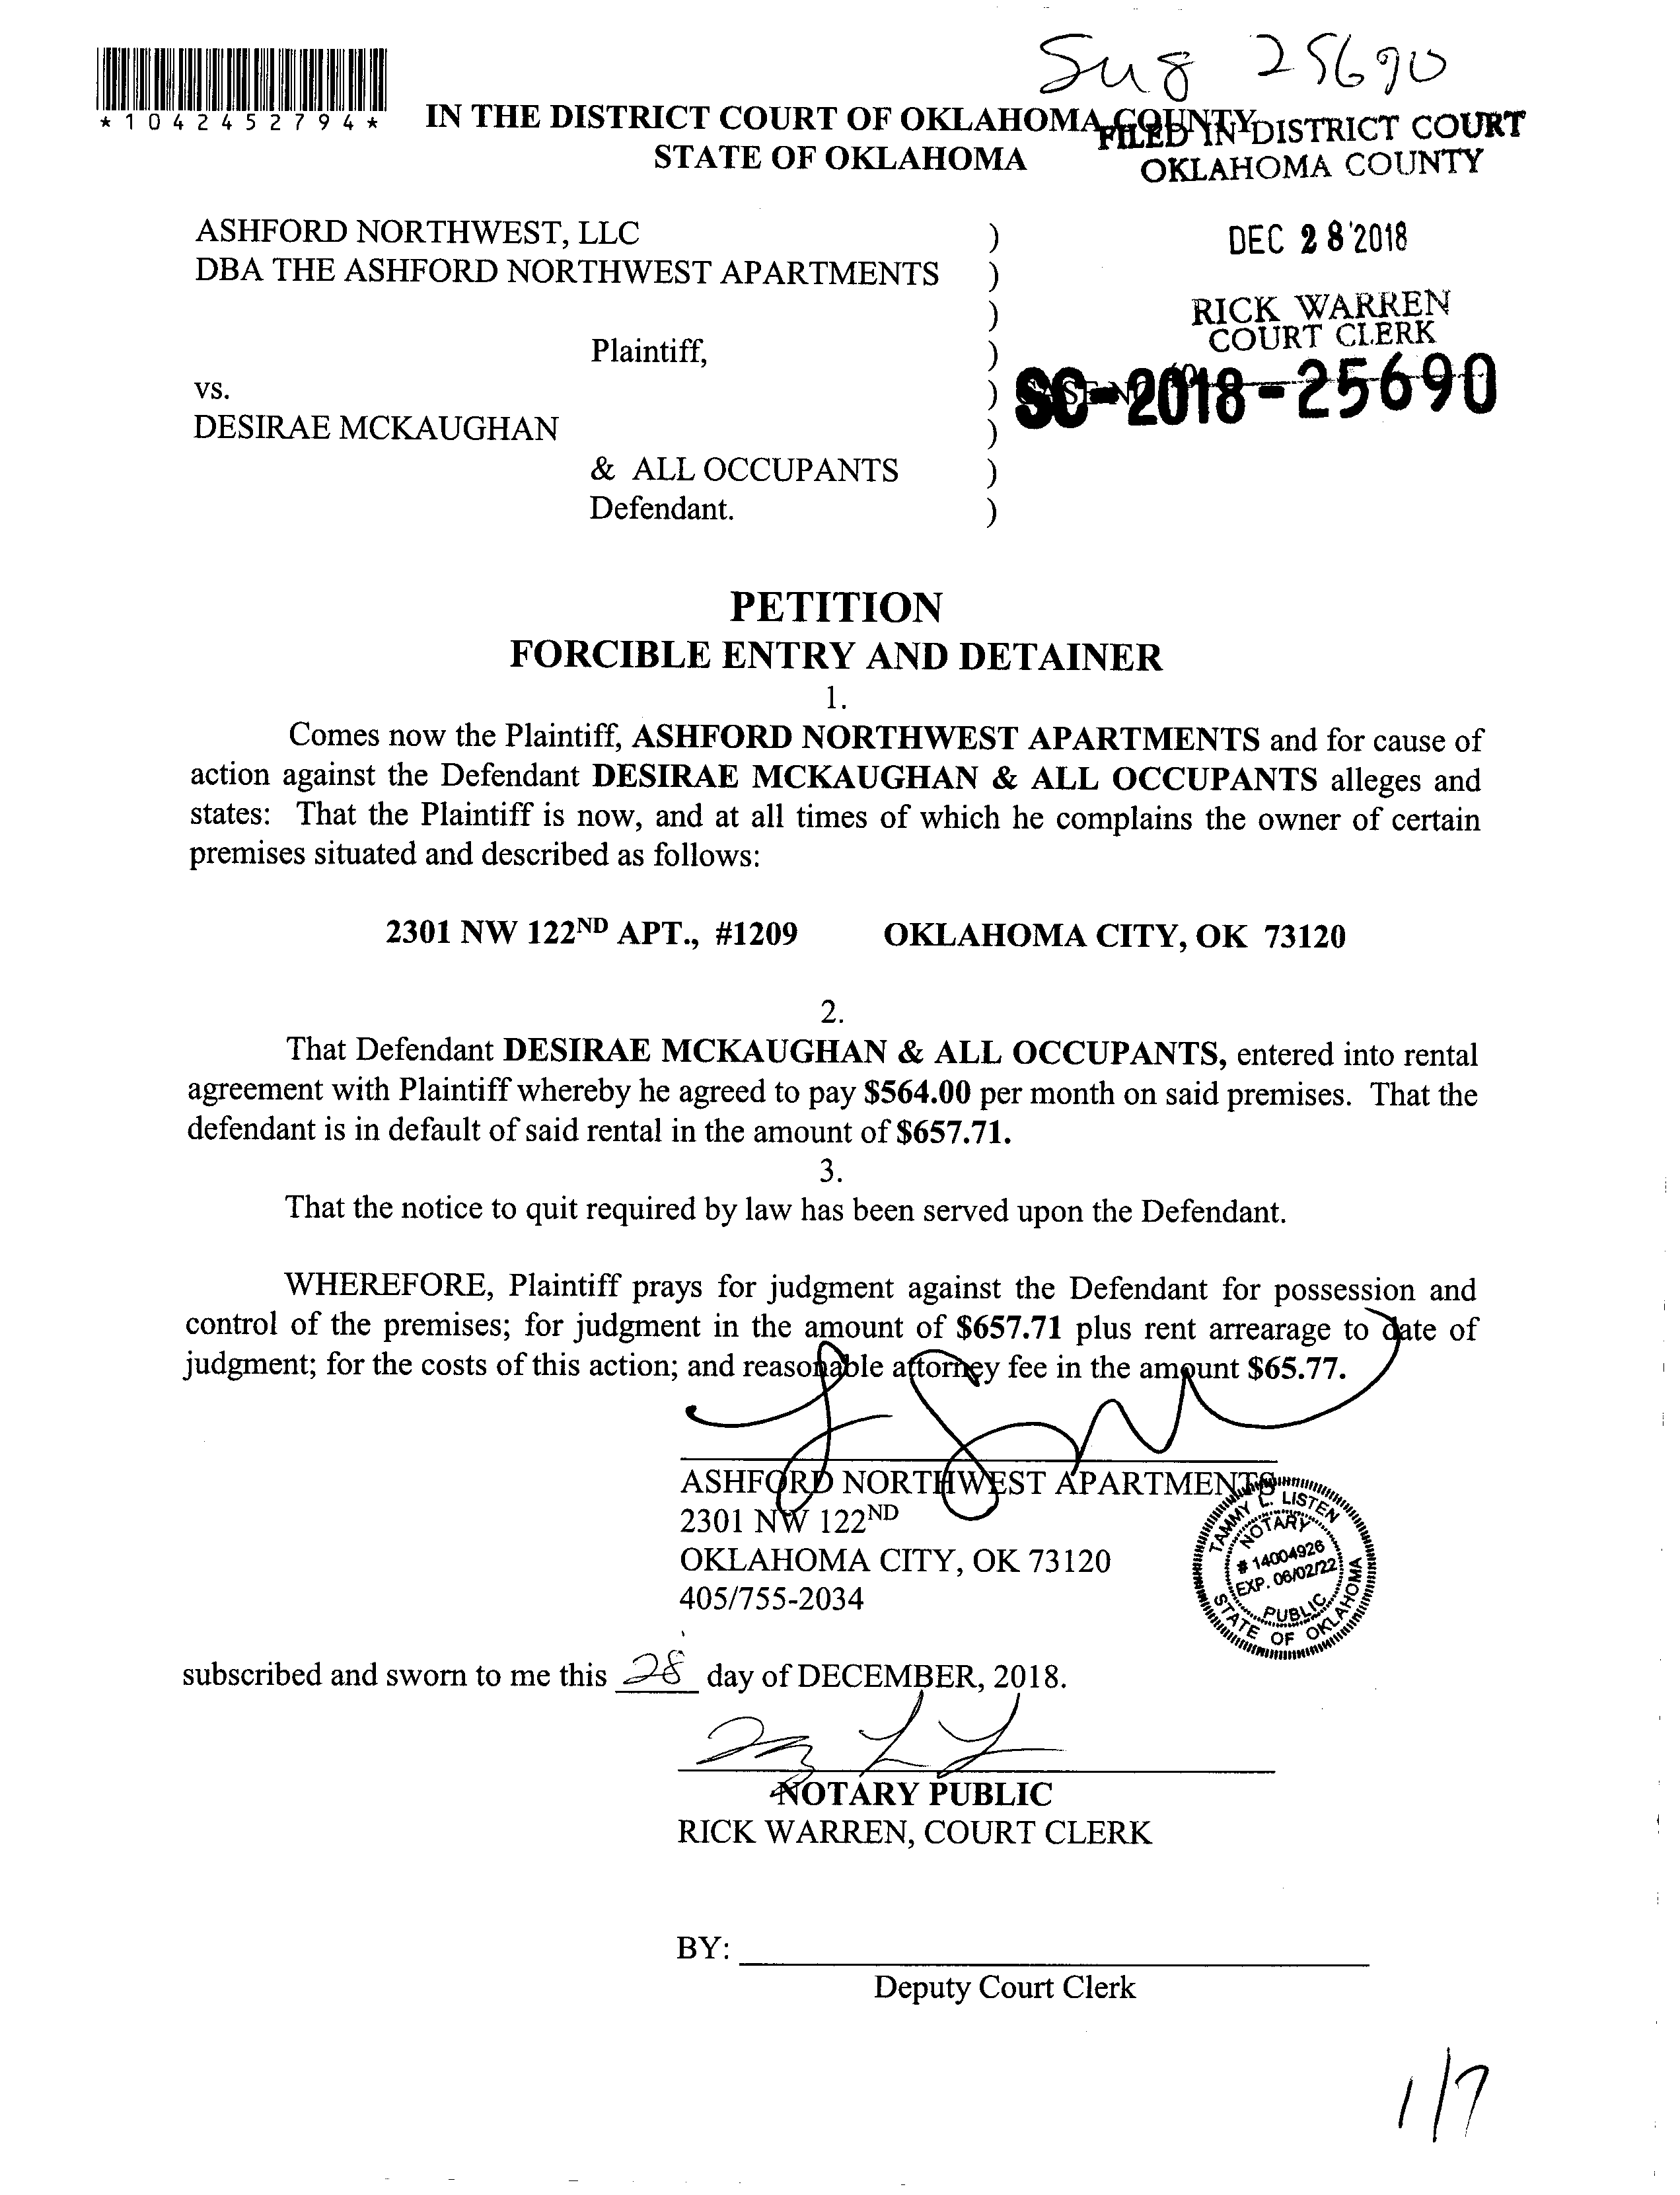 Sug 25690
*1042452794*
IN THE DISTRICT COURT OF OKLAHOMA COUNTY
STATE OF OKLAHOMA
FILED IN DISTRICT COURT
OKLAHOMA COUNTY
DEC 28 2018
RICK WARREN
COURT CLERK
CASE NO.
SC-2018-25690
ASHFORD NORTHWEST, LLC )
DBA THE ASHFORD NORTHWEST APARTMENTS )
)
Plaintiff, )
vs. )
DESIRAE MCKAUGHAN )
& ALL OCCUPANTS )
Defendant. )
PETITION
FORCIBLE ENTRY AND DETAINER
1.
Comes now the Plaintiff, ASHFORD NORTHWEST APARTMENTS and for cause of
action against the Defendant DESIRAE MCKAUGHAN & ALL OCCUPANTS alleges and
states: That the Plaintiff is now, and at all times of which he complains the owner of certain
premises situated and described as follows:
2301 NW 122ND APT., #1209 OKLAHOMA CITY, OK 73120
2.
That Defendant DESIRAE MCKAUGHAN & ALL OCCUPANTS, entered into rental
agreement with Plaintiff whereby he agreed to pay $564.00 per month on said premises. That the
defendant is in default of said rental in the amount of $657.71.
3.
That the notice to quit required by law has been served upon the Defendant.
WHEREFORE, Plaintiff prays for judgment against the Defendant for possession and
control of the premises; for judgment in the amount of $657.71 plus rent arrearage to date of
judgment; for the costs of this action; and reasonable attorney fee in the amount $65.77.
ASHFORD NORTHWEST APARTMENTS
2301 NW 122ND
OKLAHOMA CITY, OK 73120
405/755-2034
TAMMY L. LISTEN
NOTARY
# 14004926
EXP. 06/02/22
PUBLIC
STATE OF OKLAHOMA
subscribed and sworn to me this 28 day of DECEMBER, 2018.
NOTARY PUBLIC
RICK WARREN, COURT CLERK
BY:
Deputy Court Clerk
1/7